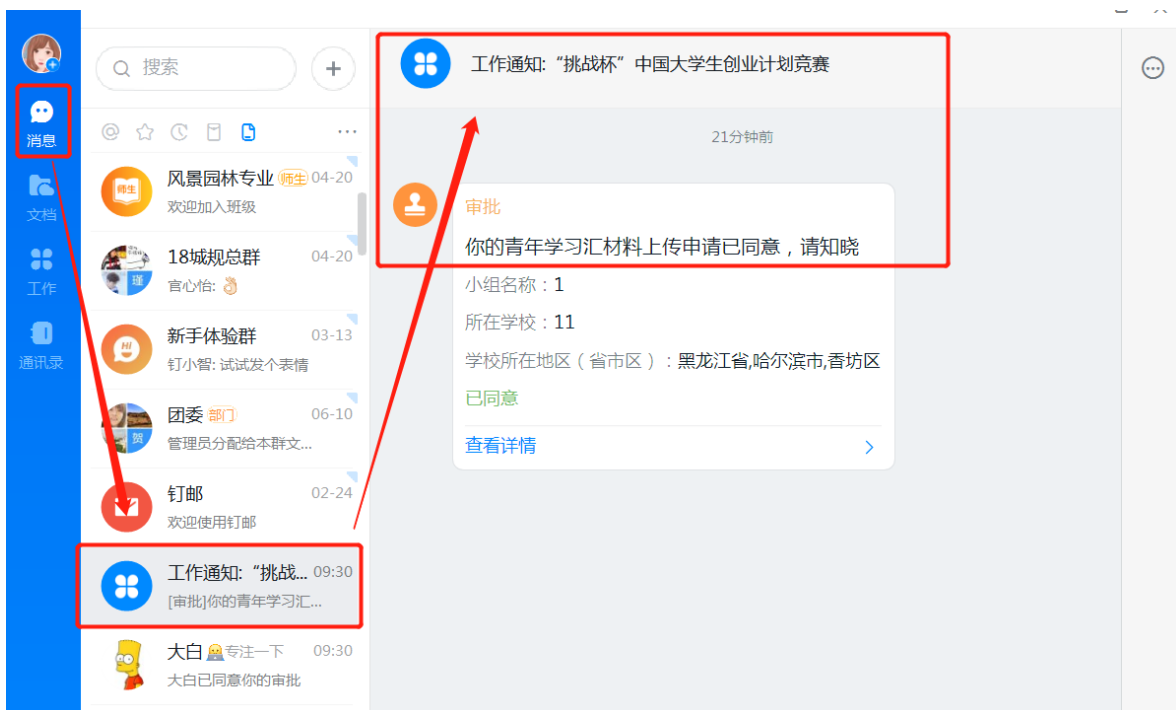 消息
文档
工作
通讯录
搜索
风景园林专业 师生 04-20
师生
欢迎加入班级
18城规总群 04-20
瑾
官心怡:
新手体验群 03-13
HI
钉小智: 试试发个表情
团委 部门 06-10
贺
管理员分配给本群文...
钉邮 02-24
欢迎使用钉邮
工作通知: “挑战... 09:30
[审批]你的青年学习汇...
大白 专注一下 09:30
大白已同意你的审批
工作通知: “挑战杯”中国大学生创业计划竞赛
21分钟前
审批
你的青年学习汇材料上传申请已同意，请知晓
小组名称：1
所在学校：11
学校所在地区（省市区）：黑龙江省,哈尔滨市,香坊区
已同意
查看详情